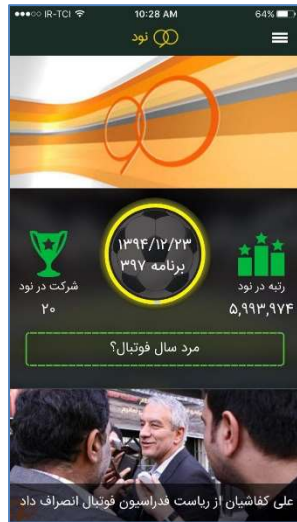 IR-TCI 10:28 AM 64%
نود
90
۱۳۹۴/۱۲/۲۳
برنامه ۳۹۷
رتبه در نود
۵,۹۹۳,۹۷۴
شرکت در نود
۲۰
مرد سال فوتبال؟
علی کفاشیان از ریاست فدراسیون فوتبال انصراف داد